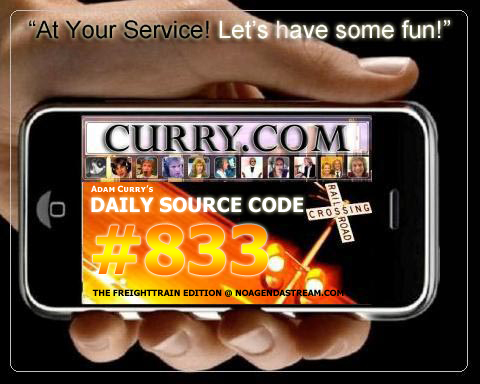 “At Your Service! Let’s have some fun!”
CURRY.COM
ADAM CURRY'S
DAILY SOURCE CODE
#833
RAIL ROAD
CROSSING
THE FREIGHTTRAIN EDITION @ NOAGENDASTREAM.COM